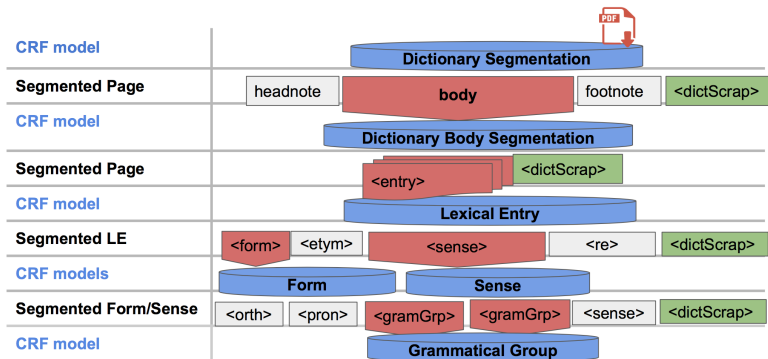 PDF
CRF model
Dictionary Segmentation
Segmented Page
headnote body footnote <dictScrap>
CRF model
Dictionary Body Segmentation
Segmented Page
<entry> <dictScrap>
CRF model
Lexical Entry
Segmented LE
<form> <etym> <sense> <re> <dictScrap>
CRF models
Form Sense
Segmented Form/Sense
<orth> <pron> <gramGrp> <gramGrp> <sense> <dictScrap>
CRF model
Grammatical Group